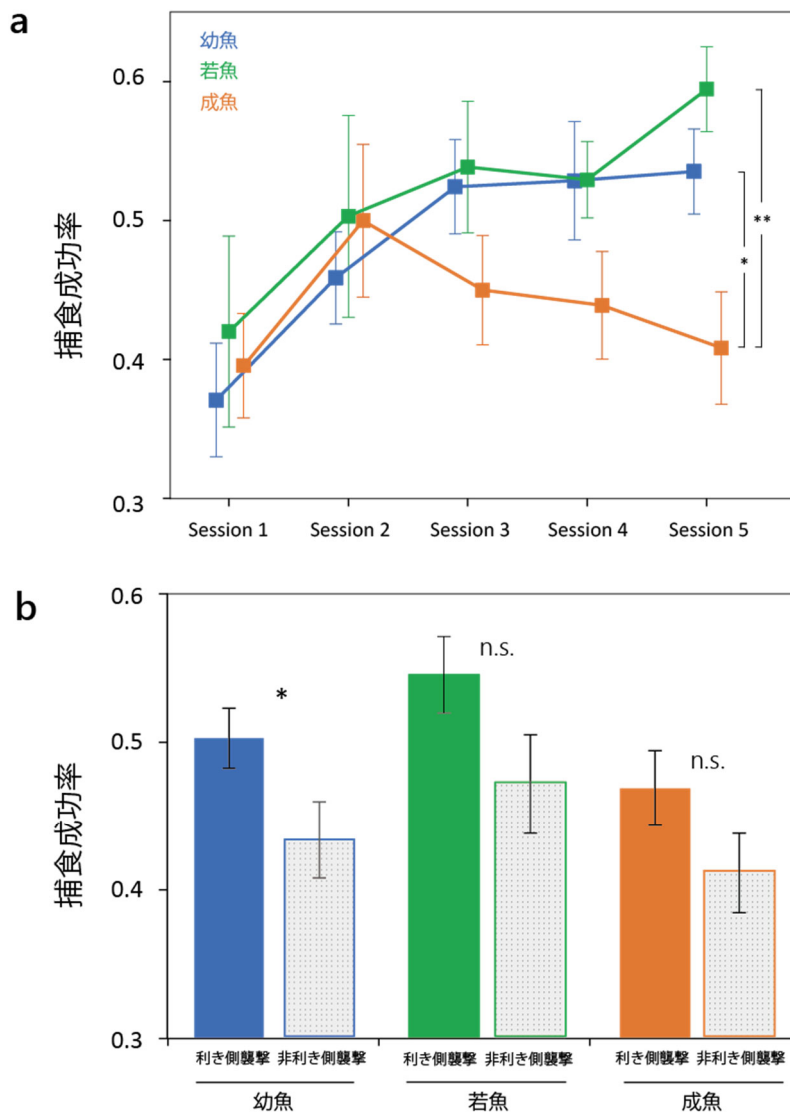 a
幼魚
若魚
成魚
0.6
0.5
0.4
0.3
捕食成功率
**
*
Session 1 Session 2 Session 3 Session 4 Session 5
b
0.6
0.5
0.4
0.3
捕食成功率
*
n.s.
n.s.
利き側襲撃 非利き側襲撃 利き側襲撃 非利き側襲撃 利き側襲撃 非利き側襲撃
幼魚 若魚 成魚